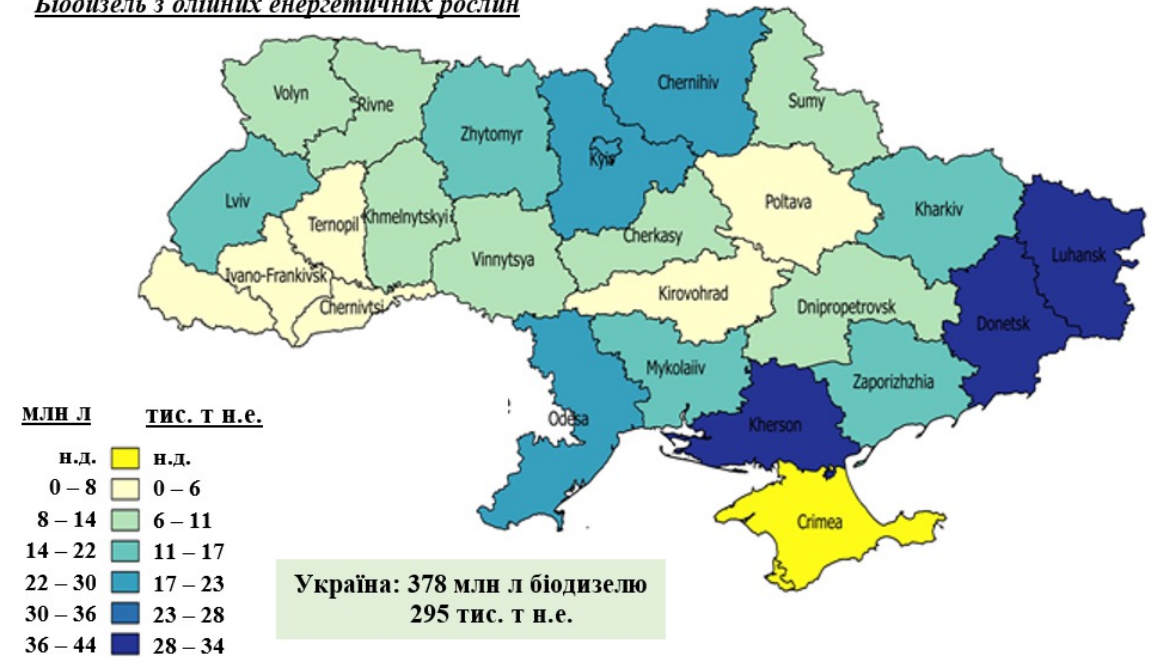 Біодизель з олійних енергетичних рослин
Volyn
Rivne
Zhytomyr
Chernihiv
Sumy
Kyiv
Lviv
Ternopil
Khmelnytskyi
Vinnytsya
Cherkasy
Poltava
Kharkiv
Luhansk
Ivano-Frankivsk
Chernivtsi
Kirovohrad
Dnipropetrovsk
Donetsk
Mykolaiiv
Zaporizhzhia
Odesa
Kherson
Crimea
млн л тис. т н.е.
н.д. н.д.
0 – 8 0 – 6
8 – 14 6 – 11
14 – 22 11 – 17
22 – 30 17 – 23
30 – 36 23 – 28
36 – 44 28 – 34
Україна: 378 млн л біодизелю
295 тис. т н.е.